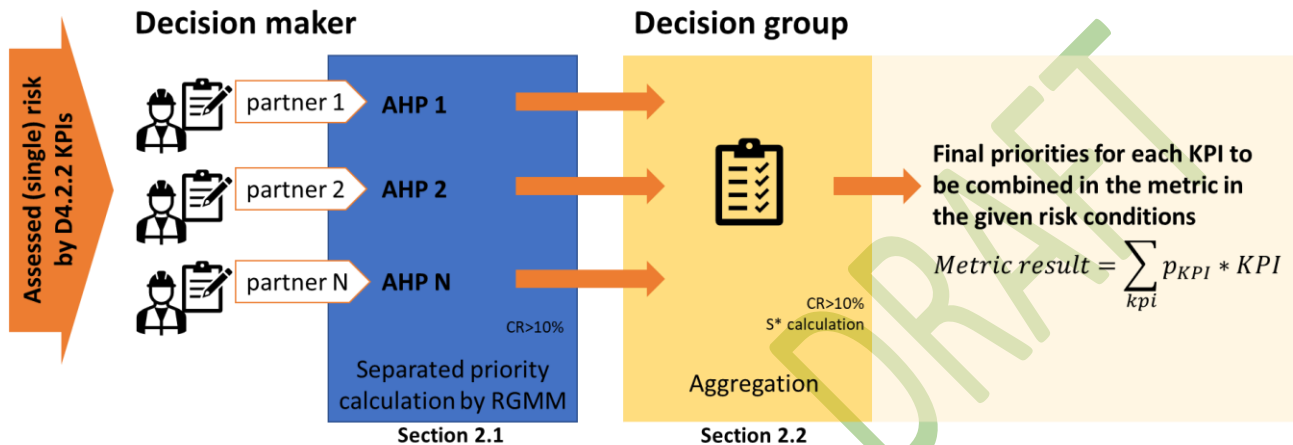 Decision maker
Decision group
Assessed (single) risk
by D4.2.2 KPIs
partner 1
AHP 1
partner 2
AHP 2
partner N
AHP N
CR>10%
Separated priority
calculation by RGMM
Section 2.1
CR>10%
S* calculation
Aggregation
Section 2.2
Final priorities for each KPI to
be combined in the metric in
the given risk conditions
Metric result = ∑ p_KPI * KPI
kpi
DRAFT